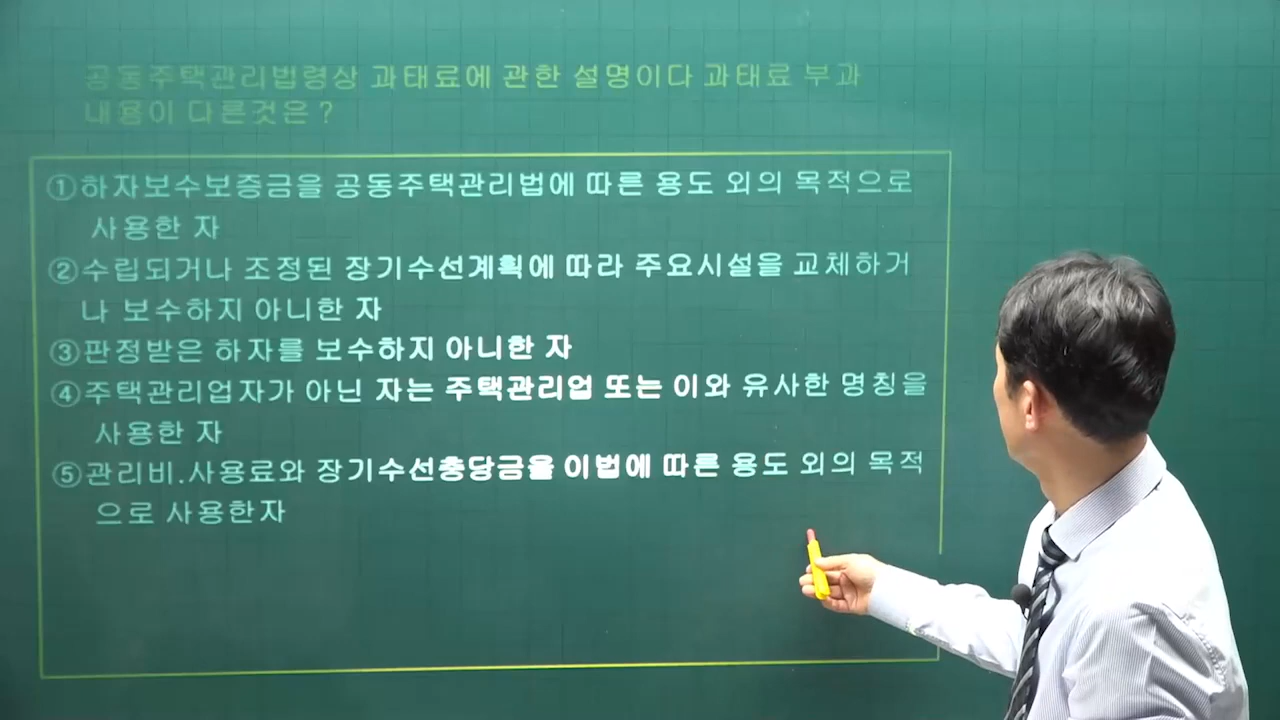 공동주택관리법령상 과태료에 관한 설명이다 과태료 부과
내용이 다른것은?
①하자보수보증금을 공동주택관리법에 따른 용도 외의 목적으로
사용한 자
②수립되거나 조정된 장기수선계획에 따라 주요시설을 교체하거
나 보수하지 아니한 자
③판정받은 하자를 보수하지 아니한 자
④주택관리업자가 아닌 자는 주택관리업 또는 이와 유사한 명칭을
사용한 자
⑤관리비.사용료와 장기수선충당금을 이법에 따른 용도 외의 목적
으로 사용한자